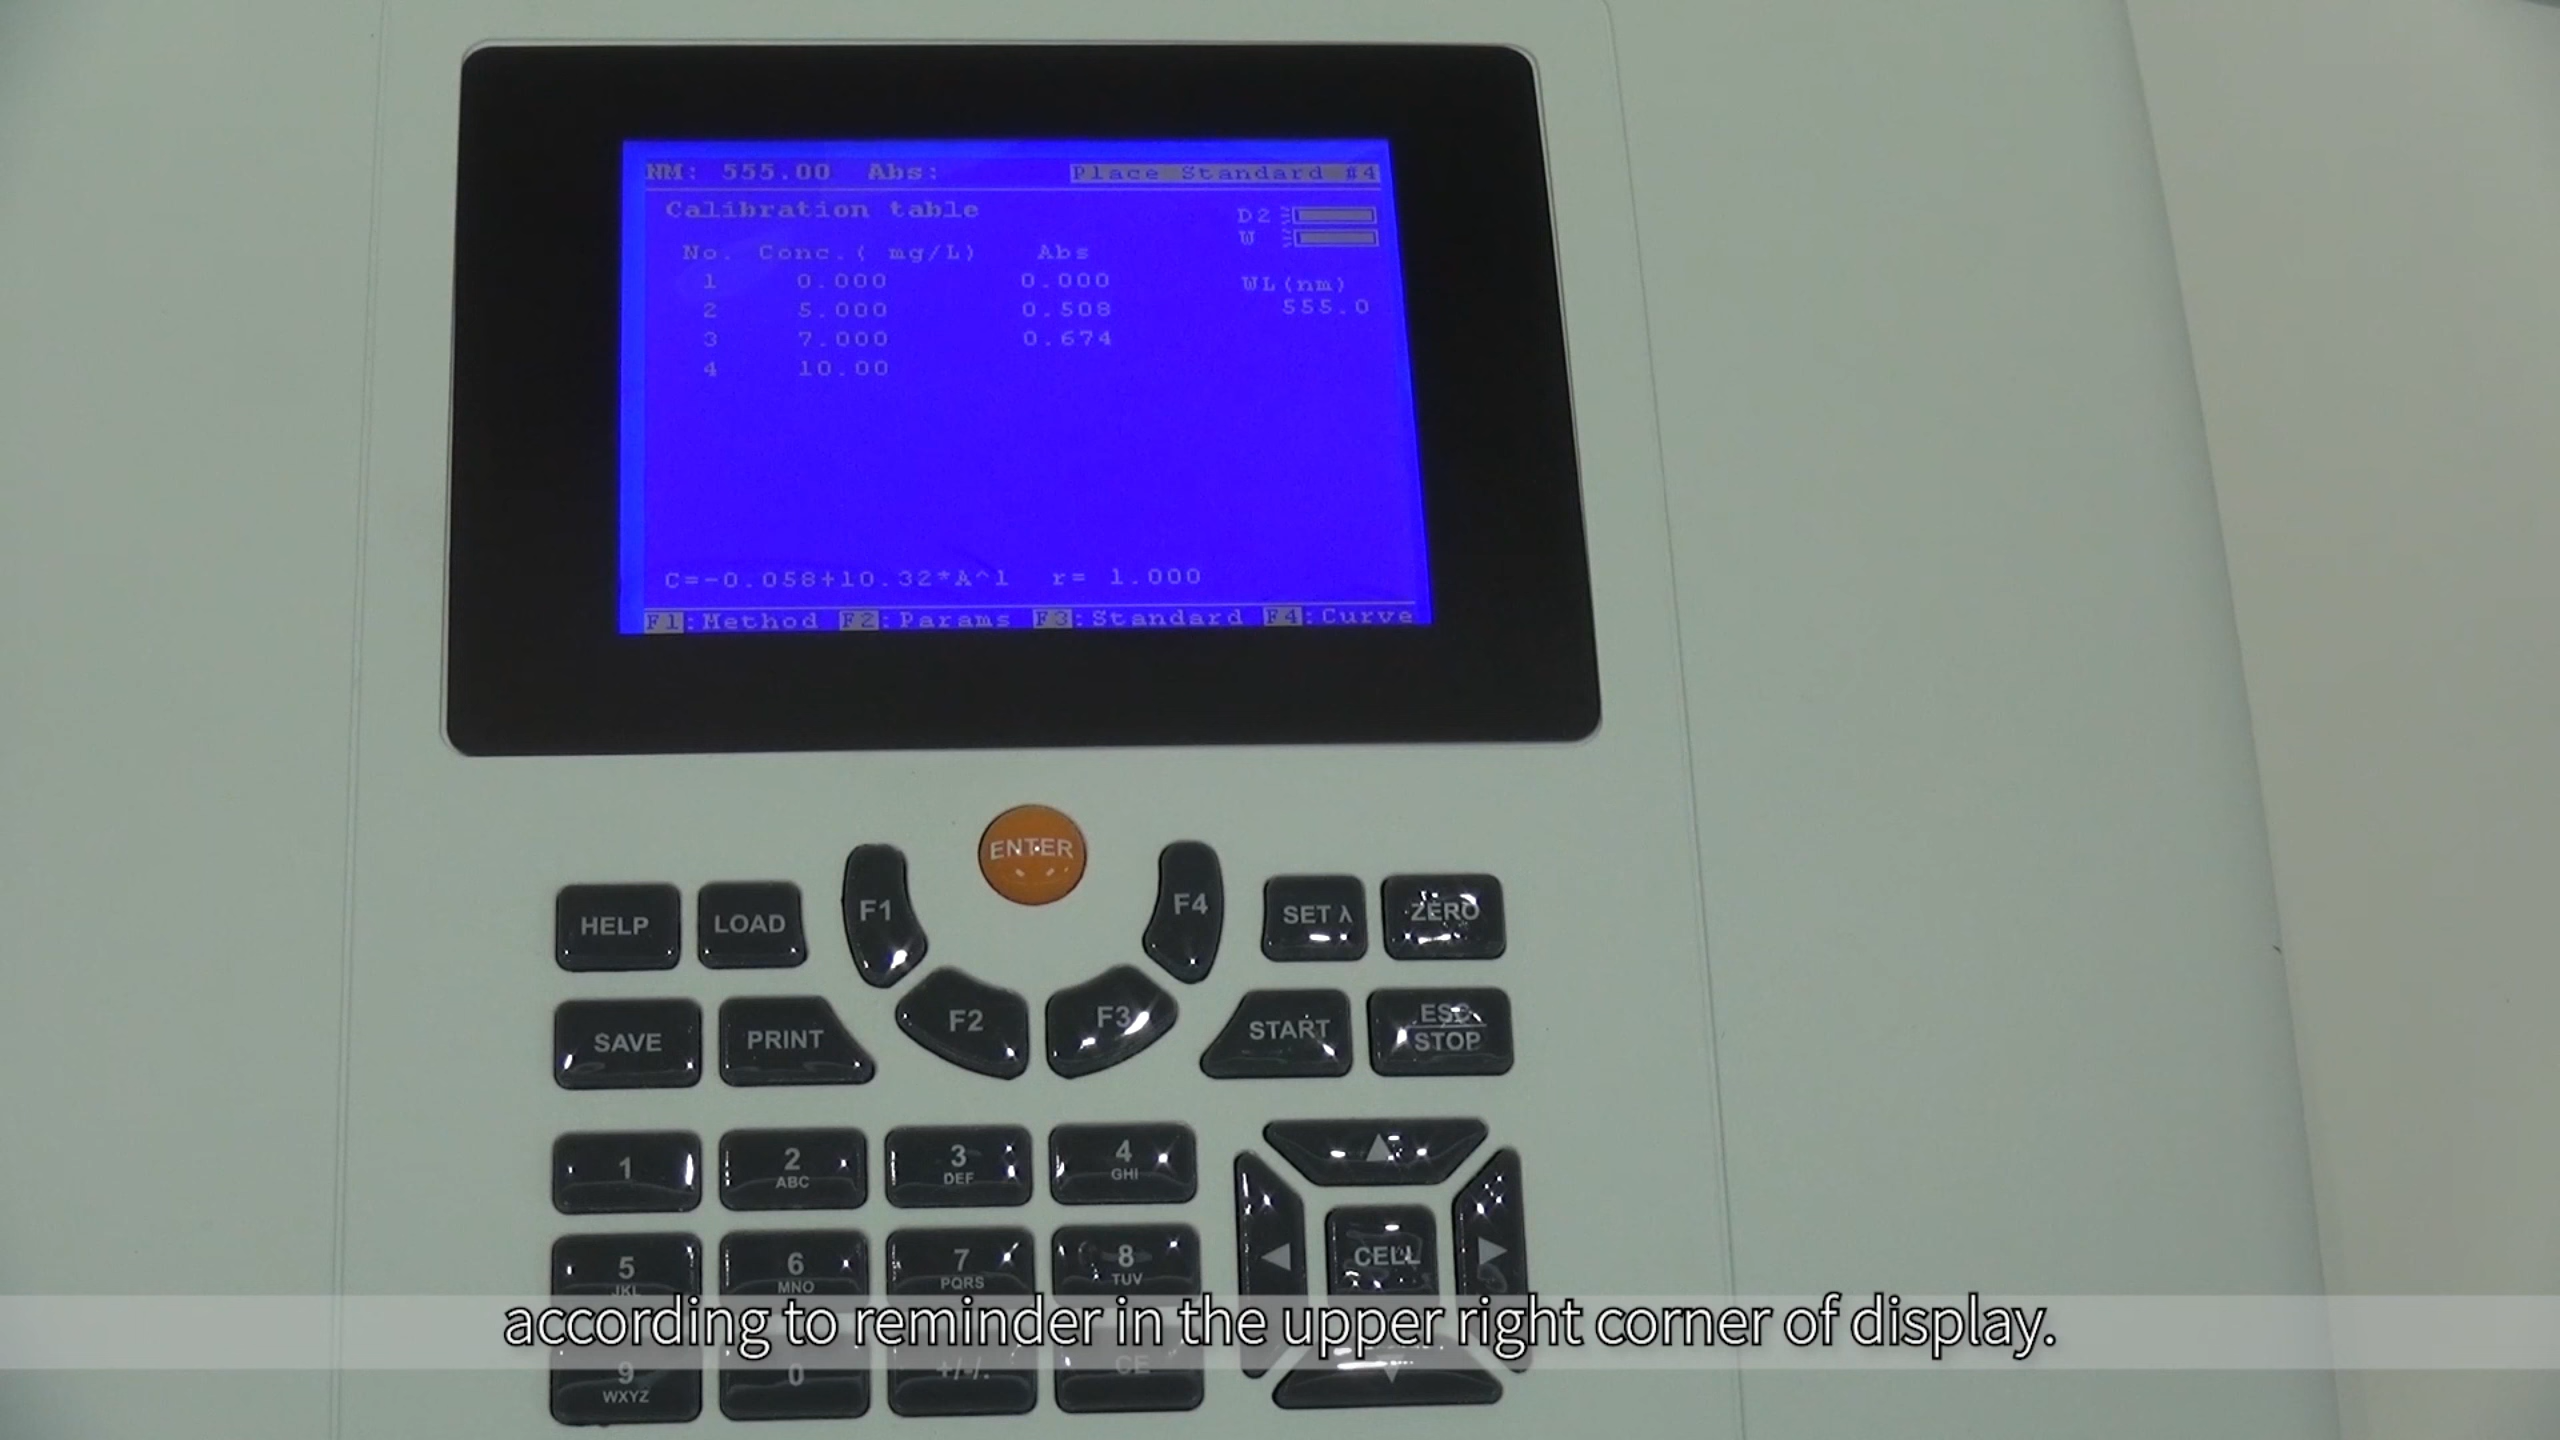 NM: 555.00 Abs: Place Standard #4
Calibration table
D2
W
No. Conc.( mg/L) Abs
1 0.000 0.000
2 5.000 0.508
3 7.000 0.674
4 10.00
WL(nm)
555.0
C=-0.058+10.32*A^1 r= 1.000
F1:Method F2:Params F3:Standard F4:Curve
ENTER
HELP LOAD F1 F4 SET λ ZERO
SAVE PRINT F2 F3 START ESC
STOP
1 2 3 4
ABC DEF GHI
5 6 7 8 CELL
JKL MNO PQRS TUV
according to reminder in the upper right corner of display.
9 0 +/-/. CE
WXYZ